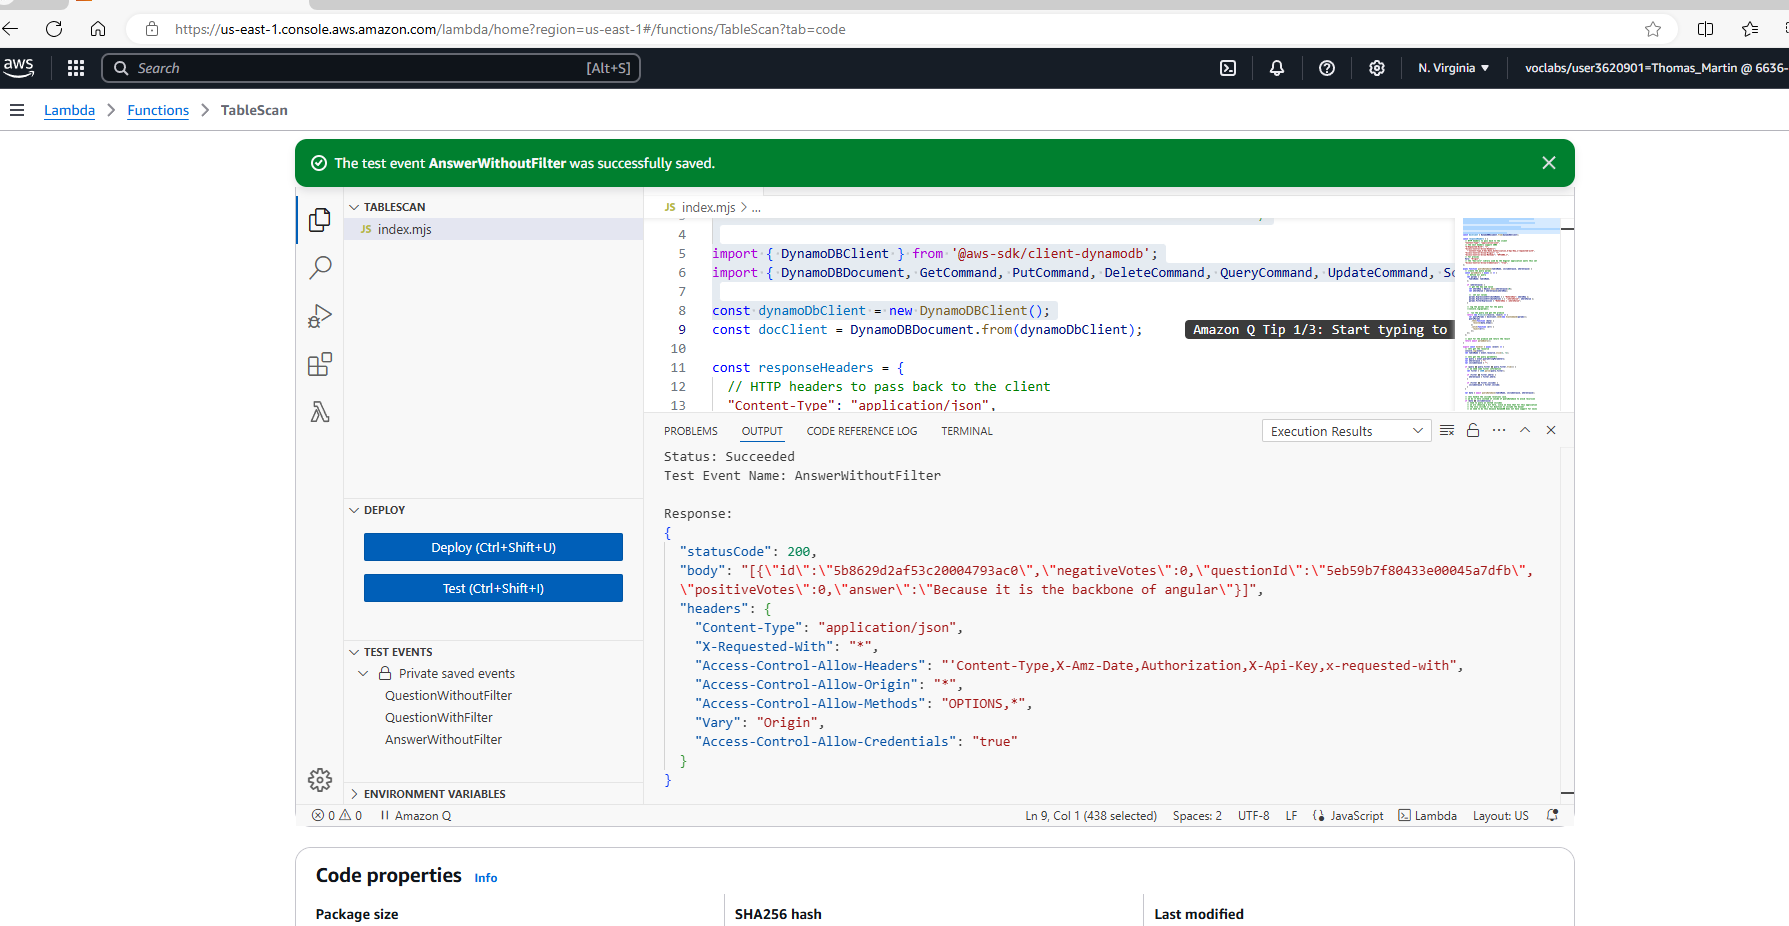 https://us-east-1.console.aws.amazon.com/lambda/home?region=us-east-1#/functions/TableScan?tab=code
aws
Search [Alt+S]
N. Virginia
voclabs/user3620901=Thomas_Martin @ 6636-
Lambda > Functions > TableScan
The test event AnswerWithoutFilter was successfully saved.
TABLESCAN
JS index.mjs
JS index.mjs > ...
4
5 import { DynamoDBClient } from '@aws-sdk/client-dynamodb';
6 import { DynamoDBDocument, GetCommand, PutCommand, DeleteCommand, QueryCommand, UpdateCommand, Sc
7
8 const dynamoDbClient = new DynamoDBClient();
9 const docClient = DynamoDBDocument.from(dynamoDbClient);
Amazon Q Tip 1/3: Start typing to
10
11 const responseHeaders = {
12 // HTTP headers to pass back to the client
13 "Content-Type": "application/json",
PROBLEMS OUTPUT CODE REFERENCE LOG TERMINAL
Execution Results
Status: Succeeded
Test Event Name: AnswerWithoutFilter
Response:
{
"statusCode": 200,
"body": "[{\"id\":\"5b8629d2af53c20004793ac0\",\"negativeVotes\":0,\"questionId\":\"5eb59b7f80433e00045a7dfb\",
\"positiveVotes\":0,\"answer\":\"Because it is the backbone of angular\"}]",
"headers": {
"Content-Type": "application/json",
"X-Requested-With": "*",
"Access-Control-Allow-Headers": "'Content-Type,X-Amz-Date,Authorization,X-Api-Key,x-requested-with",
"Access-Control-Allow-Origin": "*",
"Access-Control-Allow-Methods": "OPTIONS,*",
"Vary": "Origin",
"Access-Control-Allow-Credentials": "true"
}
}
DEPLOY
Deploy (Ctrl+Shift+U)
Test (Ctrl+Shift+I)
TEST EVENTS
Private saved events
QuestionWithoutFilter
QuestionWithFilter
AnswerWithoutFilter
ENVIRONMENT VARIABLES
0 0 Amazon Q
Ln 9, Col 1 (438 selected) Spaces: 2 UTF-8 LF JavaScript Lambda Layout: US
Code properties Info
Package size
SHA256 hash
Last modified